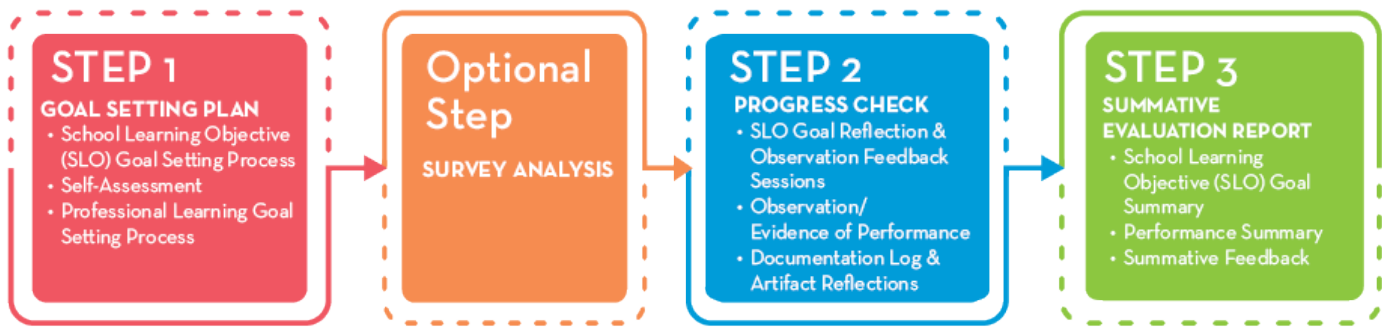 STEP 1
GOAL SETTING PLAN
• School Learning Objective
(SLO) Goal Setting Process
• Self-Assessment
• Professional Learning Goal
Setting Process
Optional
Step
SURVEY ANALYSIS
STEP 2
PROGRESS CHECK
• SLO Goal Reflection &
Observation Feedback
Sessions
• Observation/
Evidence of Performance
• Documentation Log &
Artifact Reflections
STEP 3
SUMMATIVE
EVALUATION REPORT
• School Learning
Objective (SLO) Goal
Summary
• Performance Summary
• Summative Feedback